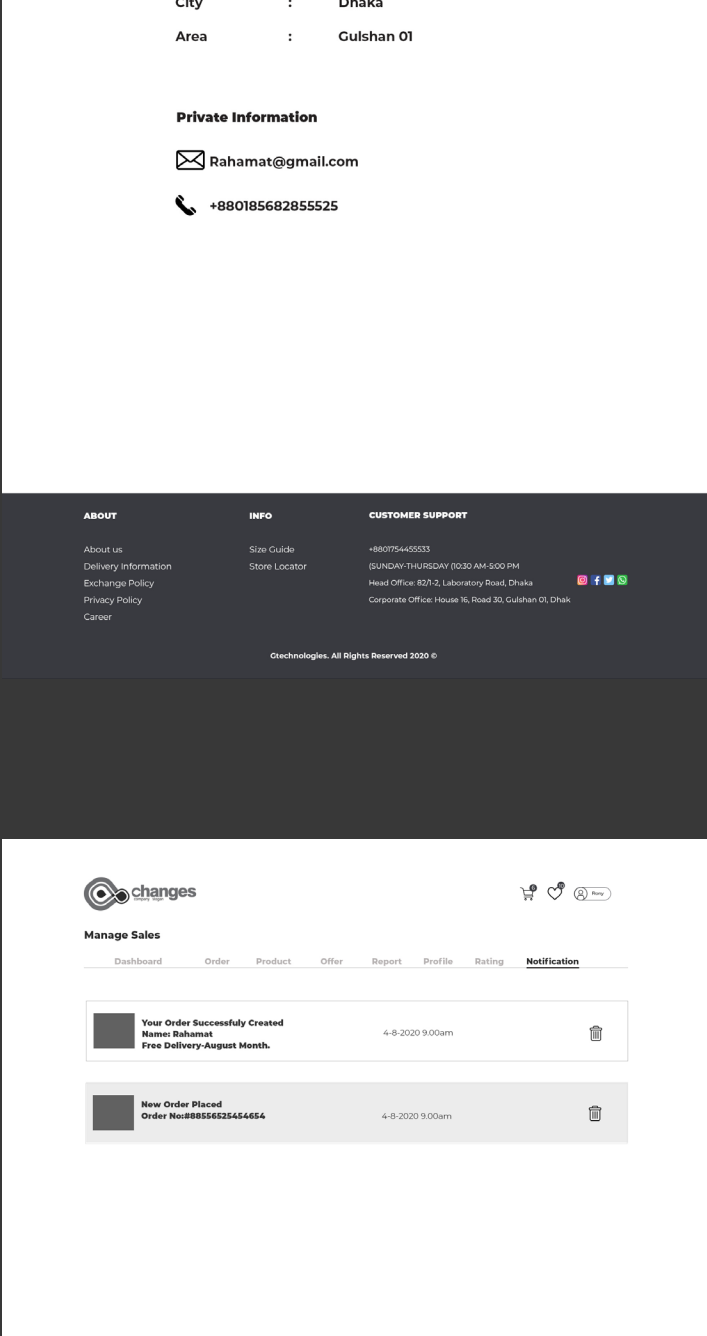 City : Dhaka
Area : Gulshan 01
Private Information
Rahamat@gmail.com
+880185682855525
ABOUT
About us
Delivery Information
Exchange Policy
Privacy Policy
Career
INFO
Size Guide
Store Locator
CUSTOMER SUPPORT
+8801754455533
(SUNDAY-THURSDAY (10:30 AM-5:00 PM
Head Office: 82/1-2, Laboratory Road, Dhaka
Corporate Office: House 16, Road 30, Gulshan 01, Dhak
Gtechnologies. All Rights Reserved 2020 ©
changes
company slogan
Rony
Manage Sales
Dashboard Order Product Offer Report Profile Rating Notification
Your Order Successfuly Created
Name: Rahamat
Free Delivery-August Month.
4-8-2020 9.00am
New Order Placed
Order No:#88556525454654
4-8-2020 9.00am